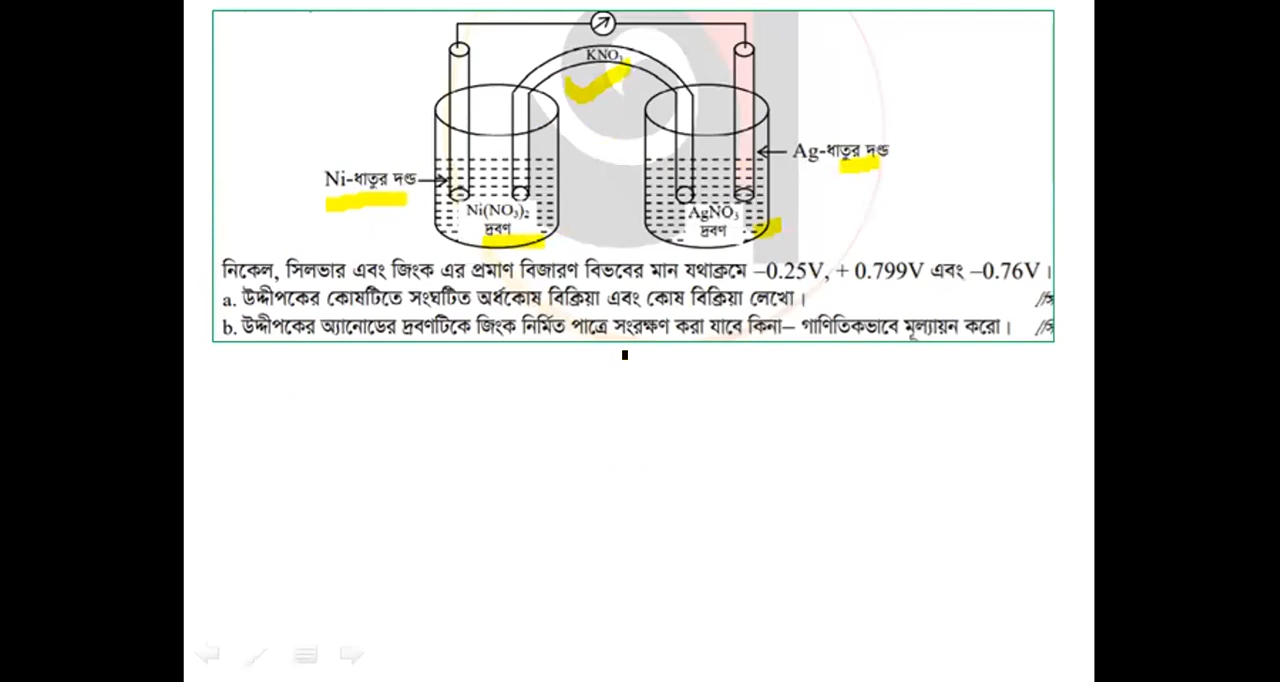 KNO₃
Ag-ধাতুর দণ্ড
Ni-ধাতুর দণ্ড
Ni(NO₃)₂
দ্রবণ
AgNO₃
দ্রবণ
নিকেল, সিলভার এবং জিংক এর প্রমাণ বিজারণ বিভবের মান যথাক্রমে –0.25V, + 0.799V এবং –0.76V।
a. উদ্দীপকের কোষটিতে সংঘটিত অর্ধকোষ বিক্রিয়া এবং কোষ বিক্রিয়া লেখো।
b. উদ্দীপকের অ্যানোডের দ্রবণটিকে জিংক নির্মিত পাত্রে সংরক্ষণ করা যাবে কিনা– গাণিতিকভাবে মূল্যায়ন করো।